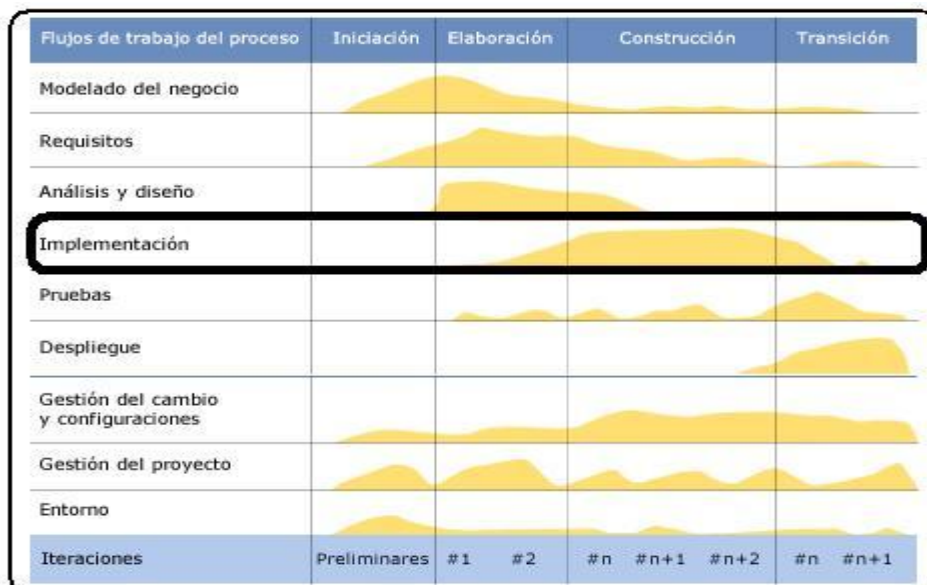 Flujos de trabajo del proceso Iniciación Elaboración Construcción Transición
Modelado del negocio
Requisitos
Análisis y diseño
Implementación
Pruebas
Despliegue
Gestión del cambio
y configuraciones
Gestión del proyecto
Entorno
Iteraciones Preliminares #1 #2 #n #n+1 #n+2 #n #n+1